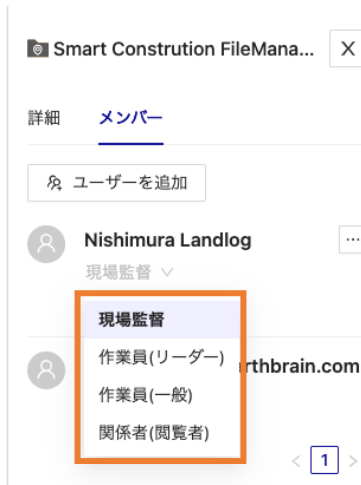 Smart Constrution FileMana... X
詳細 メンバー
ユーザーを追加
Nishimura Landlog ...
現場監督
現場監督
作業員(リーダー)
rthbrain.com
作業員(一般)
関係者(閲覧者)
< 1 >